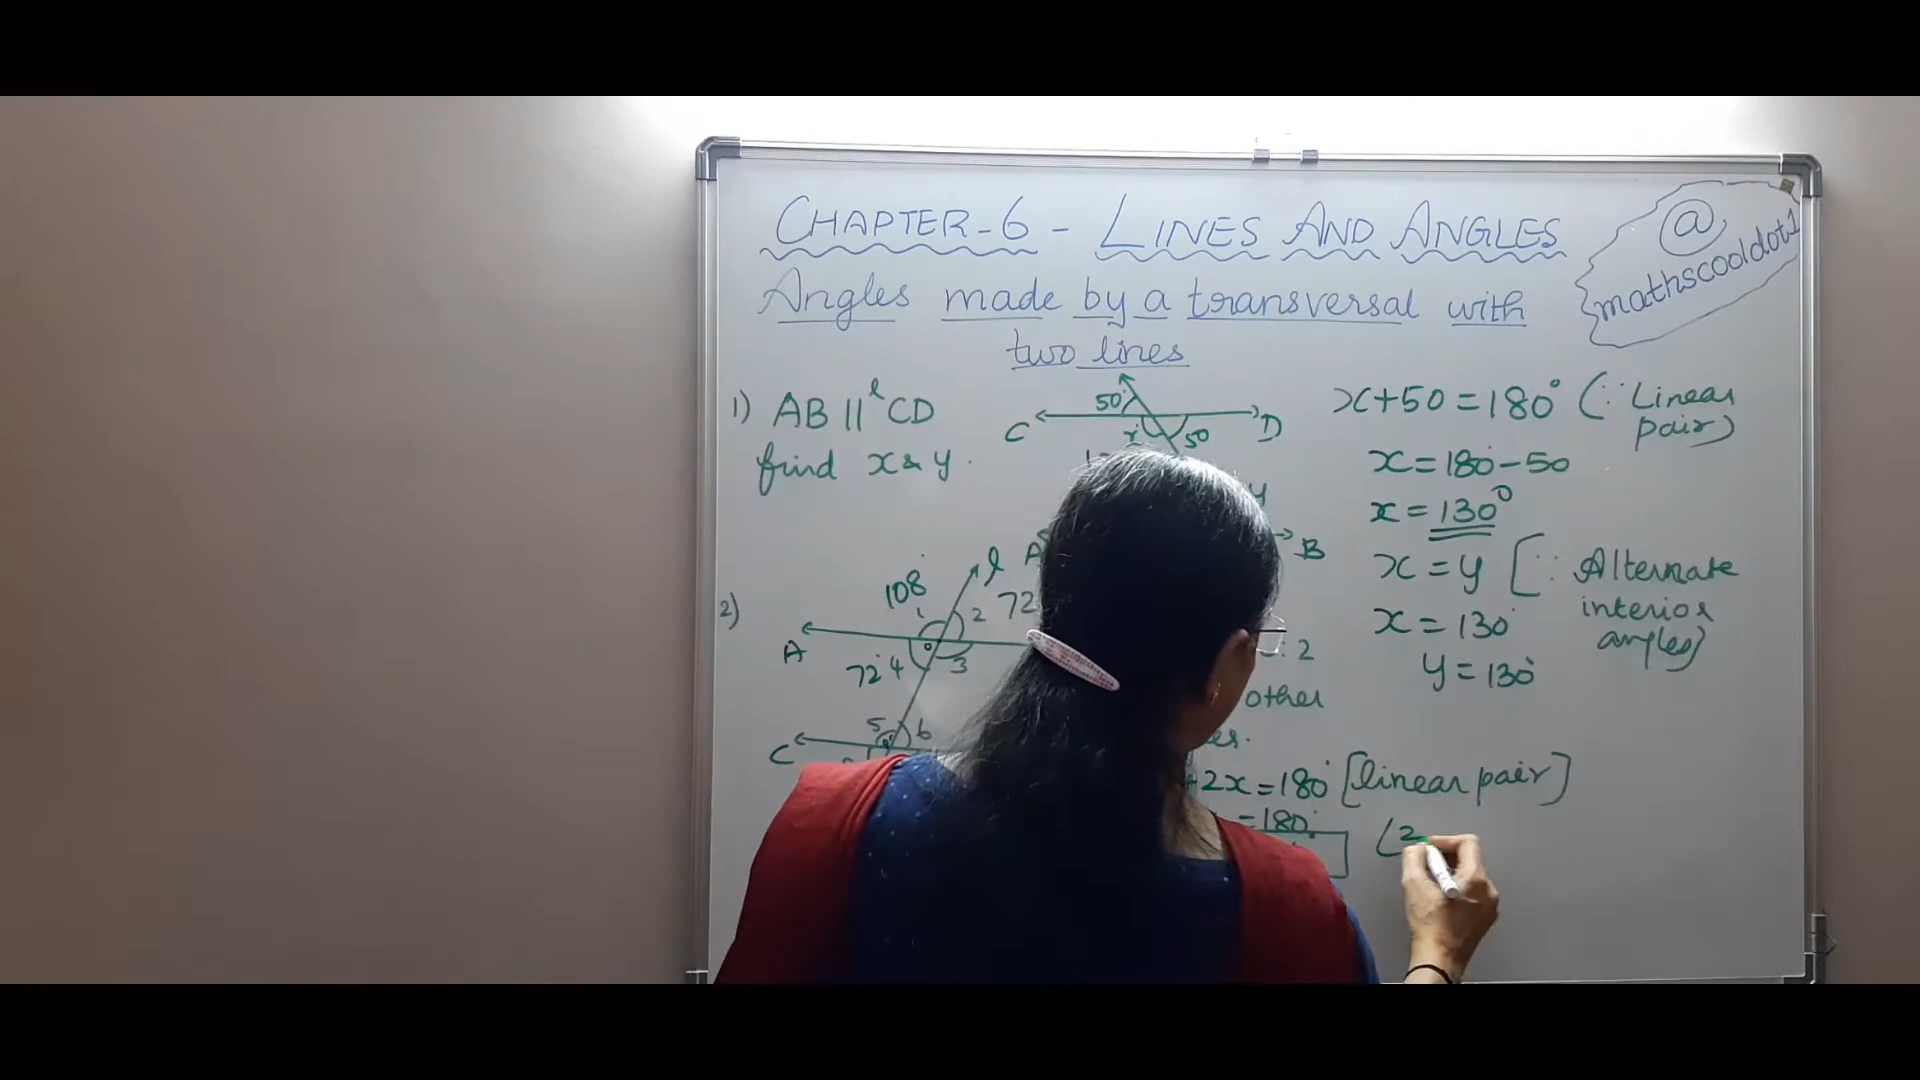 CHAPTER-6 - LINES AND ANGLES
@
mathscooldot1
Angles made by a transversal with
two lines
1) AB ||ˡ CD
find x & y.
50°
C
D
x
50
y
A
B
x+50 = 180° (∵ Linear
pair)
x = 180-50
x = 130°
x = y [∵ Alternate
interior
angles]
x = 130°
y = 130°
2)
108°
l
1
2
72
A
72° 4
3
5
6
C
: 2
other
+2x = 180° [linear pair]
= 180°
(2